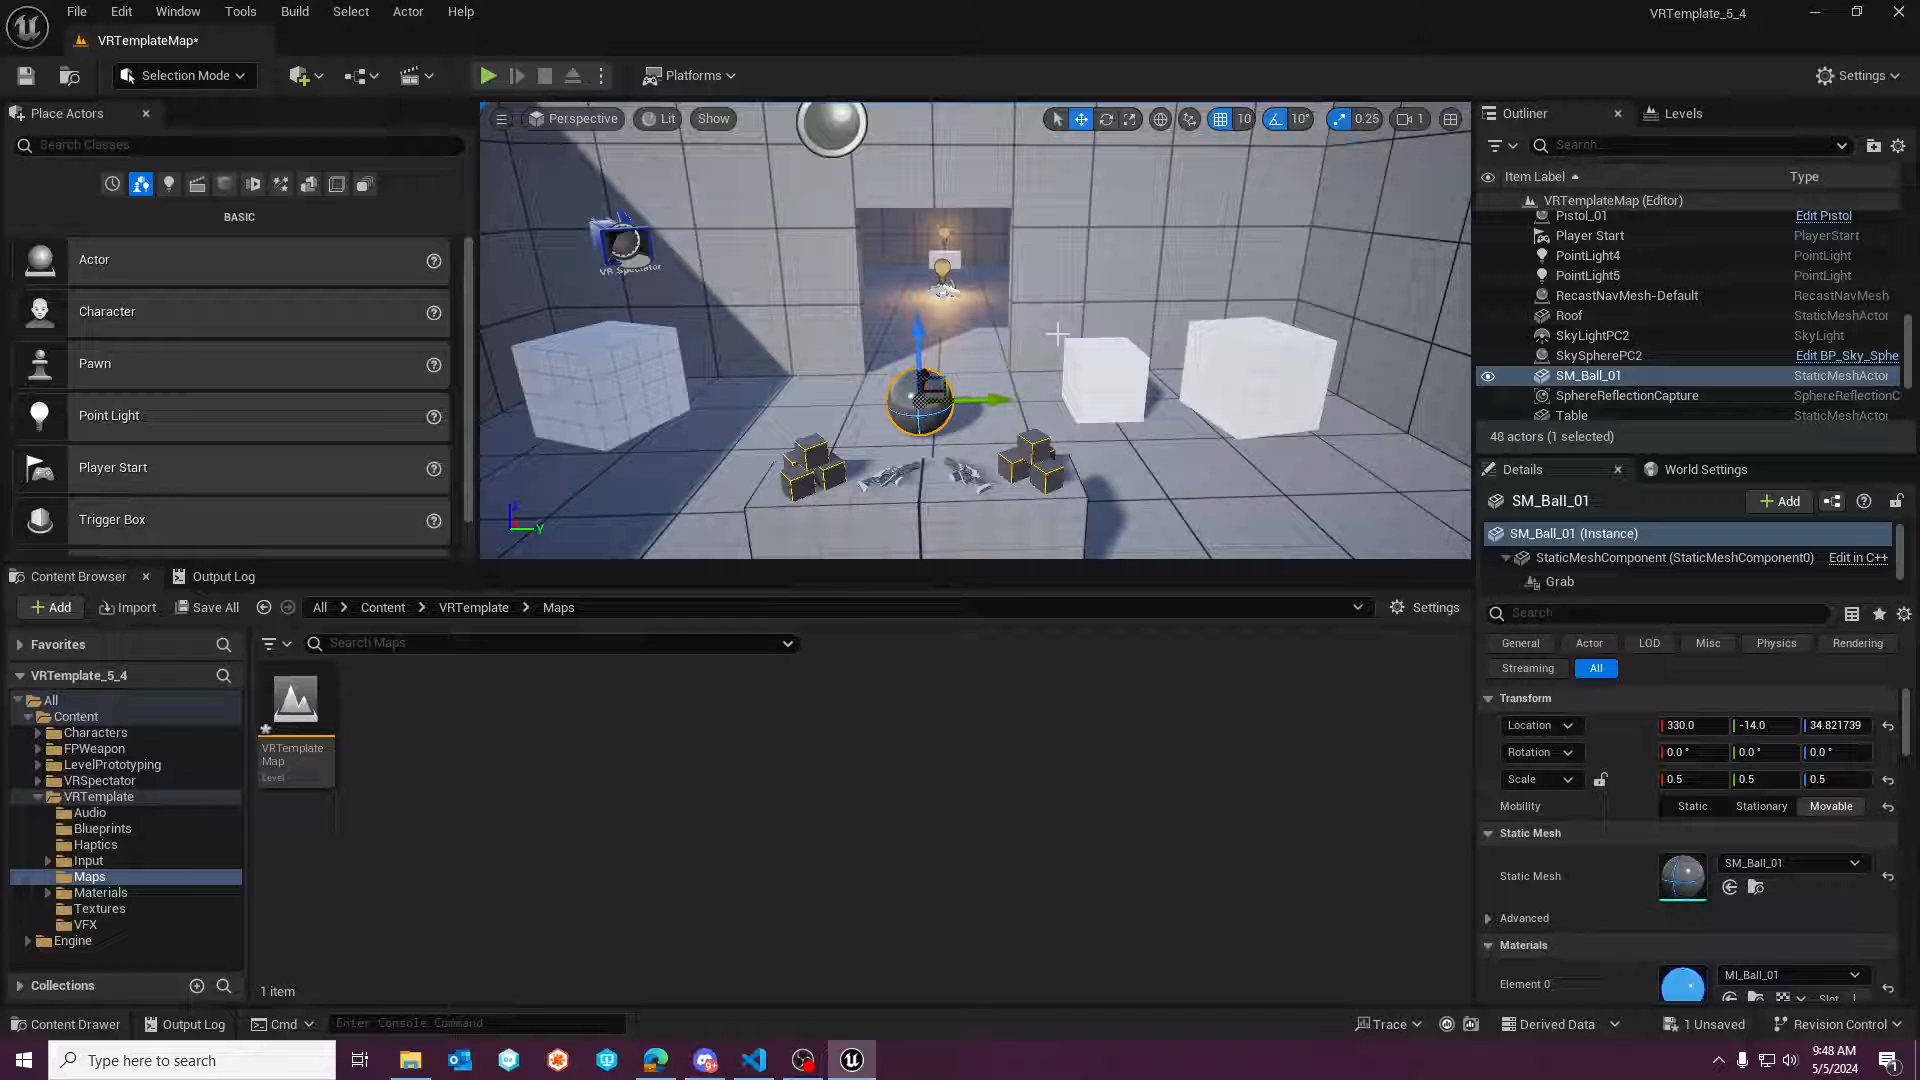 File Edit Window Tools Build Select Actor Help
VRTemplate_5_4
VRTemplateMap*
Selection Mode
Platforms
Settings
Place Actors
Search Classes
BASIC
Actor
Character
Pawn
Point Light
Player Start
Trigger Box
Perspective Lit Show
10 10° 0.25 1
VR Spectator
Z
Y
Outliner Levels
Search...
Item Label Type
VRTemplateMap (Editor)
Pistol_01 Edit Pistol
Player Start PlayerStart
PointLight4 PointLight
PointLight5 PointLight
RecastNavMesh-Default RecastNavMesh
Roof StaticMeshActor
SkyLightPC2 SkyLight
SkySpherePC2 Edit BP_Sky_Sphe
SM_Ball_01 StaticMeshActor
SphereReflectionCapture SphereReflectionC
Table StaticMeshActor
48 actors (1 selected)
Details World Settings
SM_Ball_01 Add
SM_Ball_01 (Instance)
StaticMeshComponent (StaticMeshComponent0) Edit in C++
Grab
Search
General Actor LOD Misc Physics Rendering
Streaming All
Transform
Location 330.0 -14.0 34.821739
Rotation 0.0 ° 0.0 ° 0.0 °
Scale 0.5 0.5 0.5
Mobility Static Stationary Movable
Static Mesh
Static Mesh SM_Ball_01
Advanced
Materials
Element 0 MI_Ball_01
Slot
Content Browser Output Log
Add Import Save All All Content VRTemplate Maps Settings
Favorites
Search Maps
VRTemplate_5_4
All
Content
Characters
FPWeapon
LevelPrototyping
VRSpectator
VRTemplate
Audio
Blueprints
Haptics
Input
Maps
Materials
Textures
VFX
Engine
Collections
VRTemplate
Map
Level
1 item
Content Drawer Output Log Cmd Enter Console Command Trace Derived Data 1 Unsaved Revision Control
Type here to search
9+
9:48 AM
5/5/2024
1